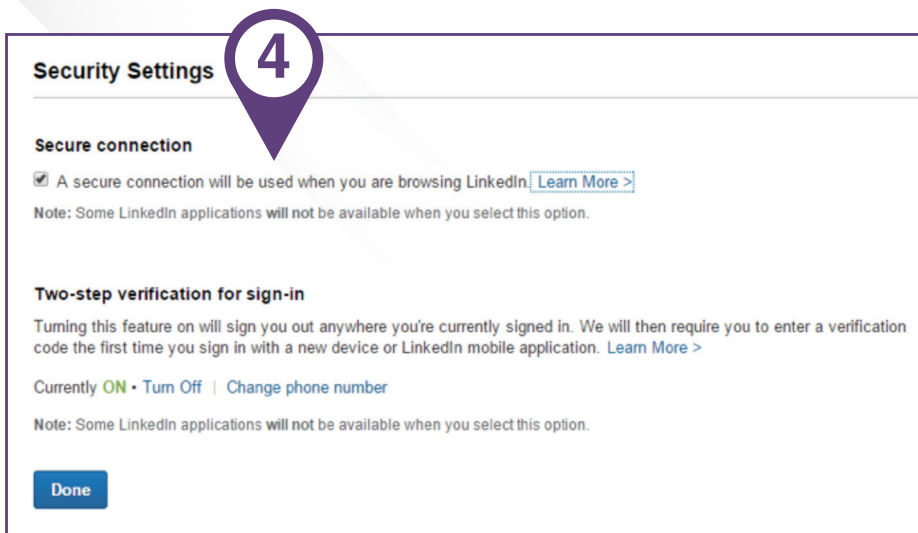 4
Security Settings
Secure connection
A secure connection will be used when you are browsing LinkedIn. Learn More >
Note: Some LinkedIn applications will not be available when you select this option.
Two-step verification for sign-in
Turning this feature on will sign you out anywhere you're currently signed in. We will then require you to enter a verification
code the first time you sign in with a new device or LinkedIn mobile application. Learn More >
Currently ON • Turn Off | Change phone number
Note: Some LinkedIn applications will not be available when you select this option.
Done